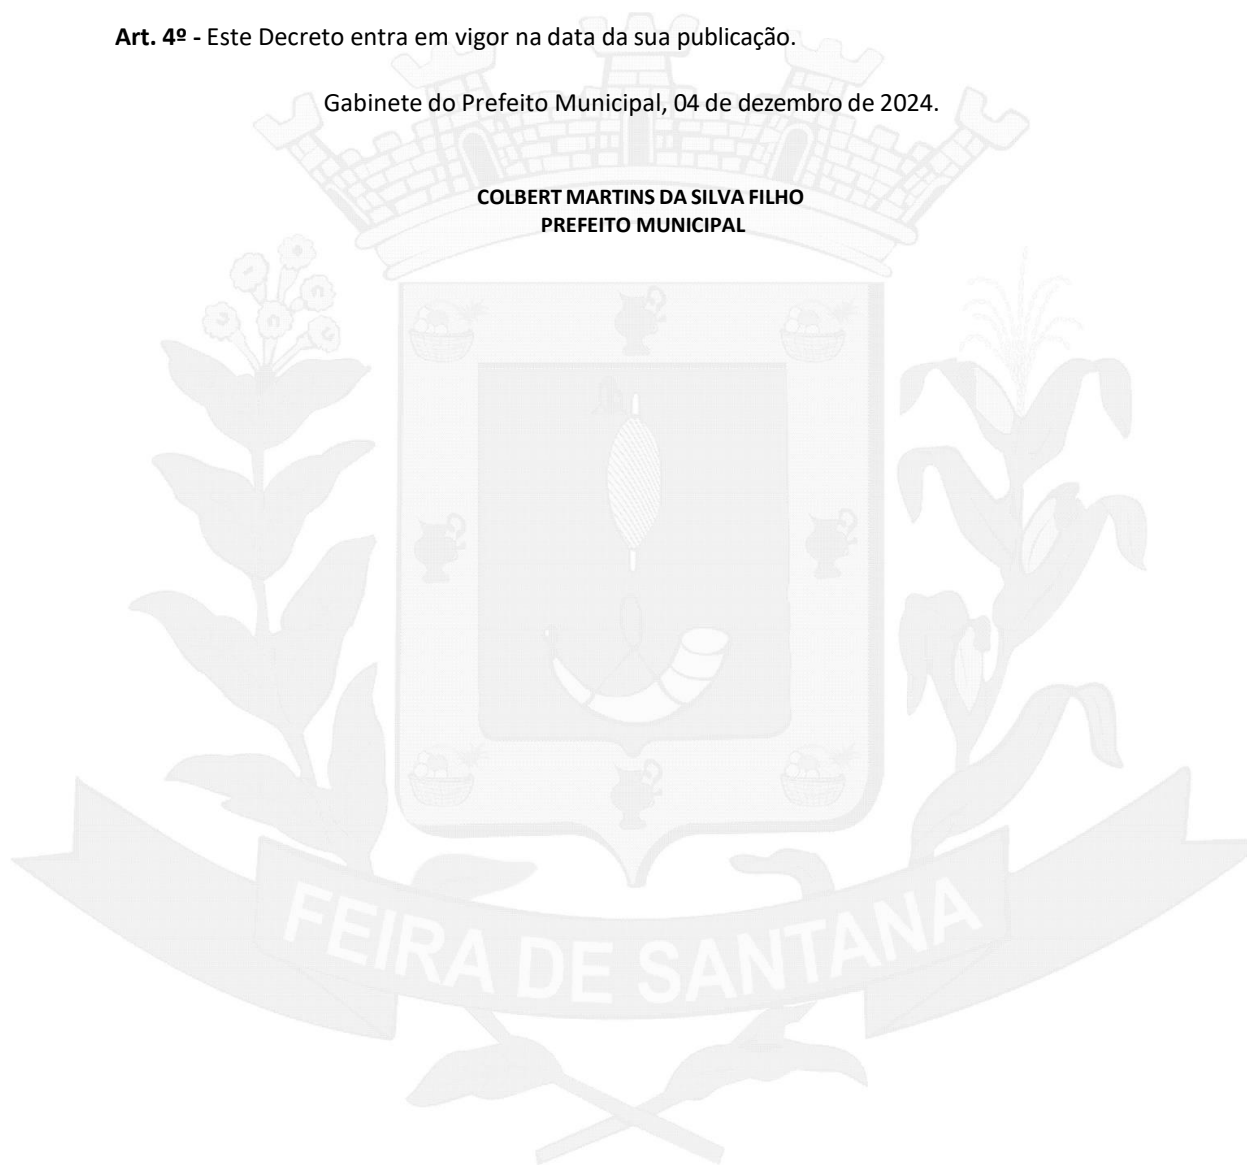 Art. 4º - Este Decreto entra em vigor na data da sua publicação.
Gabinete do Prefeito Municipal, 04 de dezembro de 2024.
COLBERT MARTINS DA SILVA FILHO
PREFEITO MUNICIPAL
FEIRA DE SANTANA